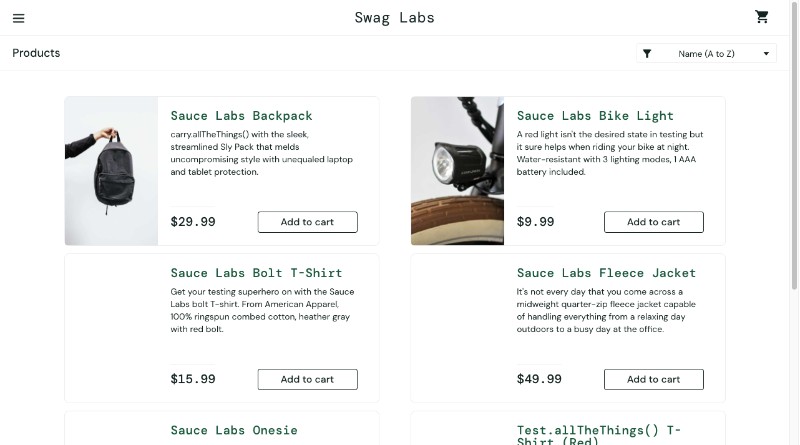 Swag Labs
Products
Name (A to Z)
Sauce Labs Backpack
carry.allTheThings() with the sleek,
streamlined Sly Pack that melds
uncompromising style with unequaled laptop
and tablet protection.
$29.99
Add to cart
Sauce Labs Bike Light
A red light isn't the desired state in testing but
it sure helps when riding your bike at night.
Water-resistant with 3 lighting modes, 1 AAA
battery included.
$9.99
Add to cart
Sauce Labs Bolt T-Shirt
Get your testing superhero on with the Sauce
Labs bolt T-shirt. From American Apparel,
100% ringspun combed cotton, heather gray
with red bolt.
$15.99
Add to cart
Sauce Labs Fleece Jacket
It's not every day that you come across a
midweight quarter-zip fleece jacket capable
of handling everything from a relaxing day
outdoors to a busy day at the office.
$49.99
Add to cart
Sauce Labs Onesie
Test.allTheThings() T-
Shirt (Red)